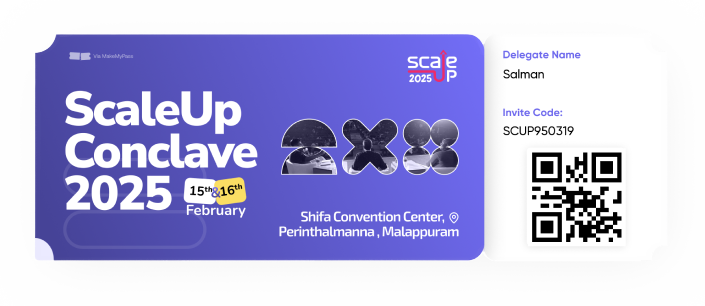 Via MakeMyPass
scale
2025 UP
ScaleUp
Conclave
2025
15th & 16th
February
Shifa Convention Center,
Perinthalmanna , Malappuram
Delegate Name
Salman
Invite Code:
SCUP950319